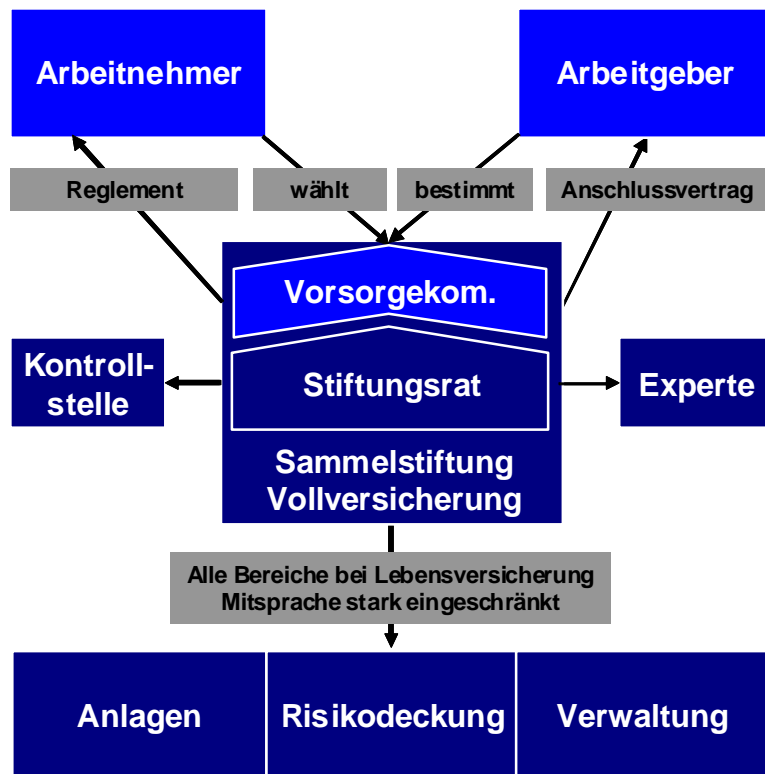 Arbeitnehmer
Arbeitgeber
Reglement
wählt
bestimmt
Anschlussvertrag
Vorsorgekom.
Kontroll-
stelle
Stiftungsrat
Experte
Sammelstiftung
Vollversicherung
Alle Bereiche bei Lebensversicherung
Mitsprache stark eingeschränkt
Anlagen
Risikodeckung
Verwaltung